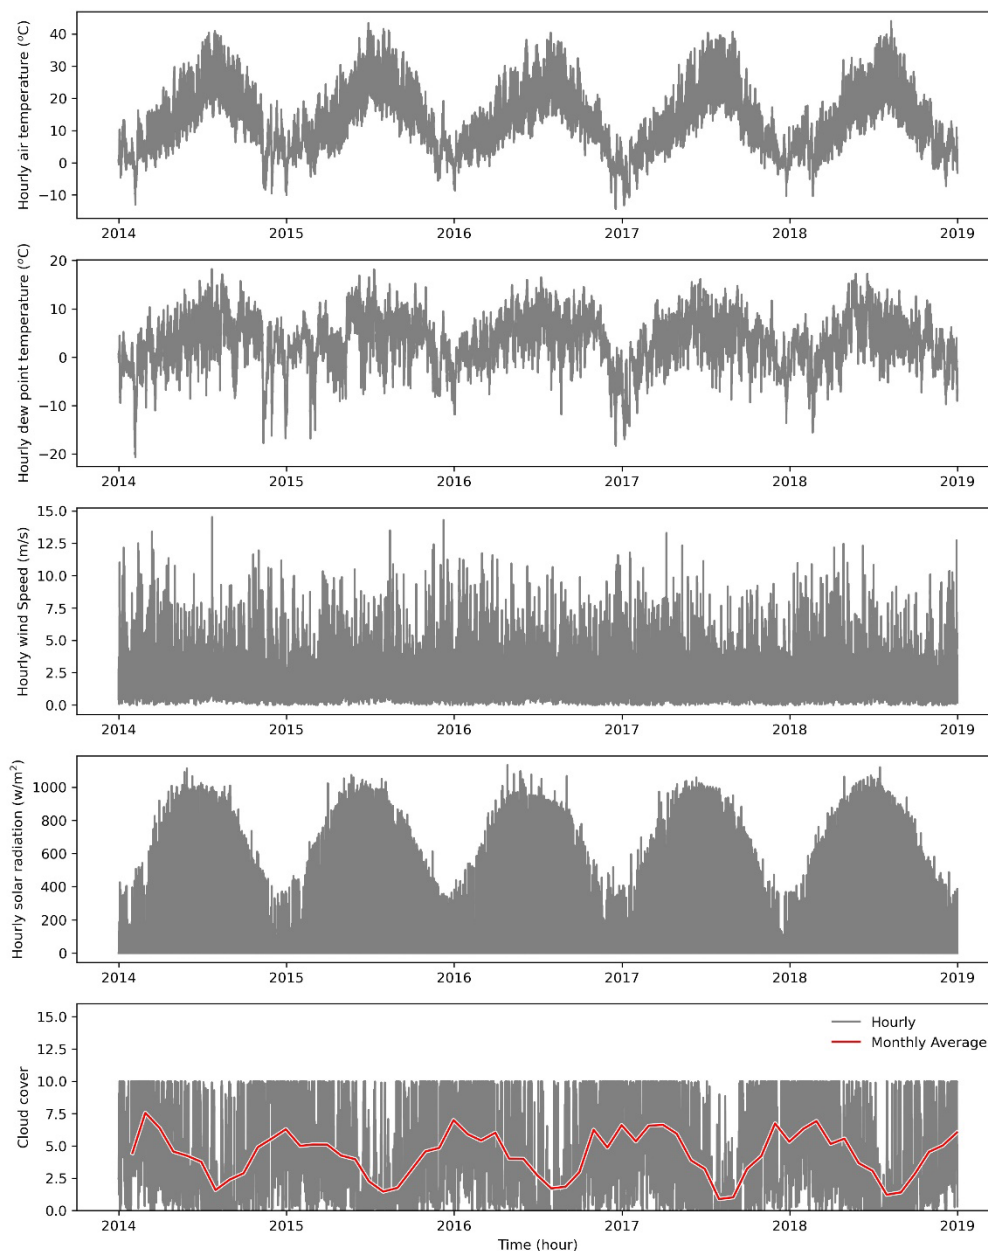 Hourly air temperature (°C)
40
30
20
10
0
−10
2014 2015 2016 2017 2018 2019
Hourly dew point temperature (°C)
20
10
0
−10
−20
2014 2015 2016 2017 2018 2019
Hourly wind Speed (m/s)
15.0
12.5
10.0
7.5
5.0
2.5
0.0
2014 2015 2016 2017 2018 2019
Hourly solar radiation (w/m²)
1000
800
600
400
200
0
2014 2015 2016 2017 2018 2019
Cloud cover
15.0
12.5
10.0
7.5
5.0
2.5
0.0
Hourly
Monthly Average
2014 2015 2016 2017 2018 2019
Time (hour)